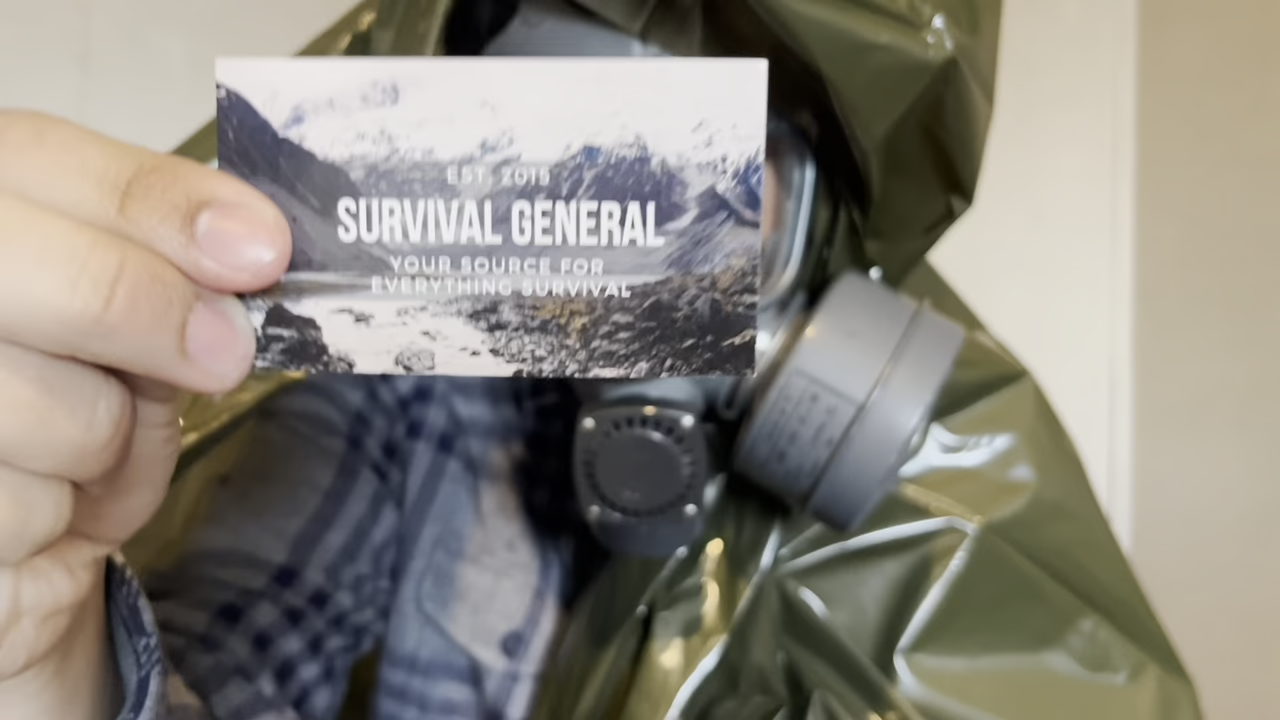 EST. 2015
SURVIVAL GENERAL
YOUR SOURCE FOR
EVERYTHING SURVIVAL